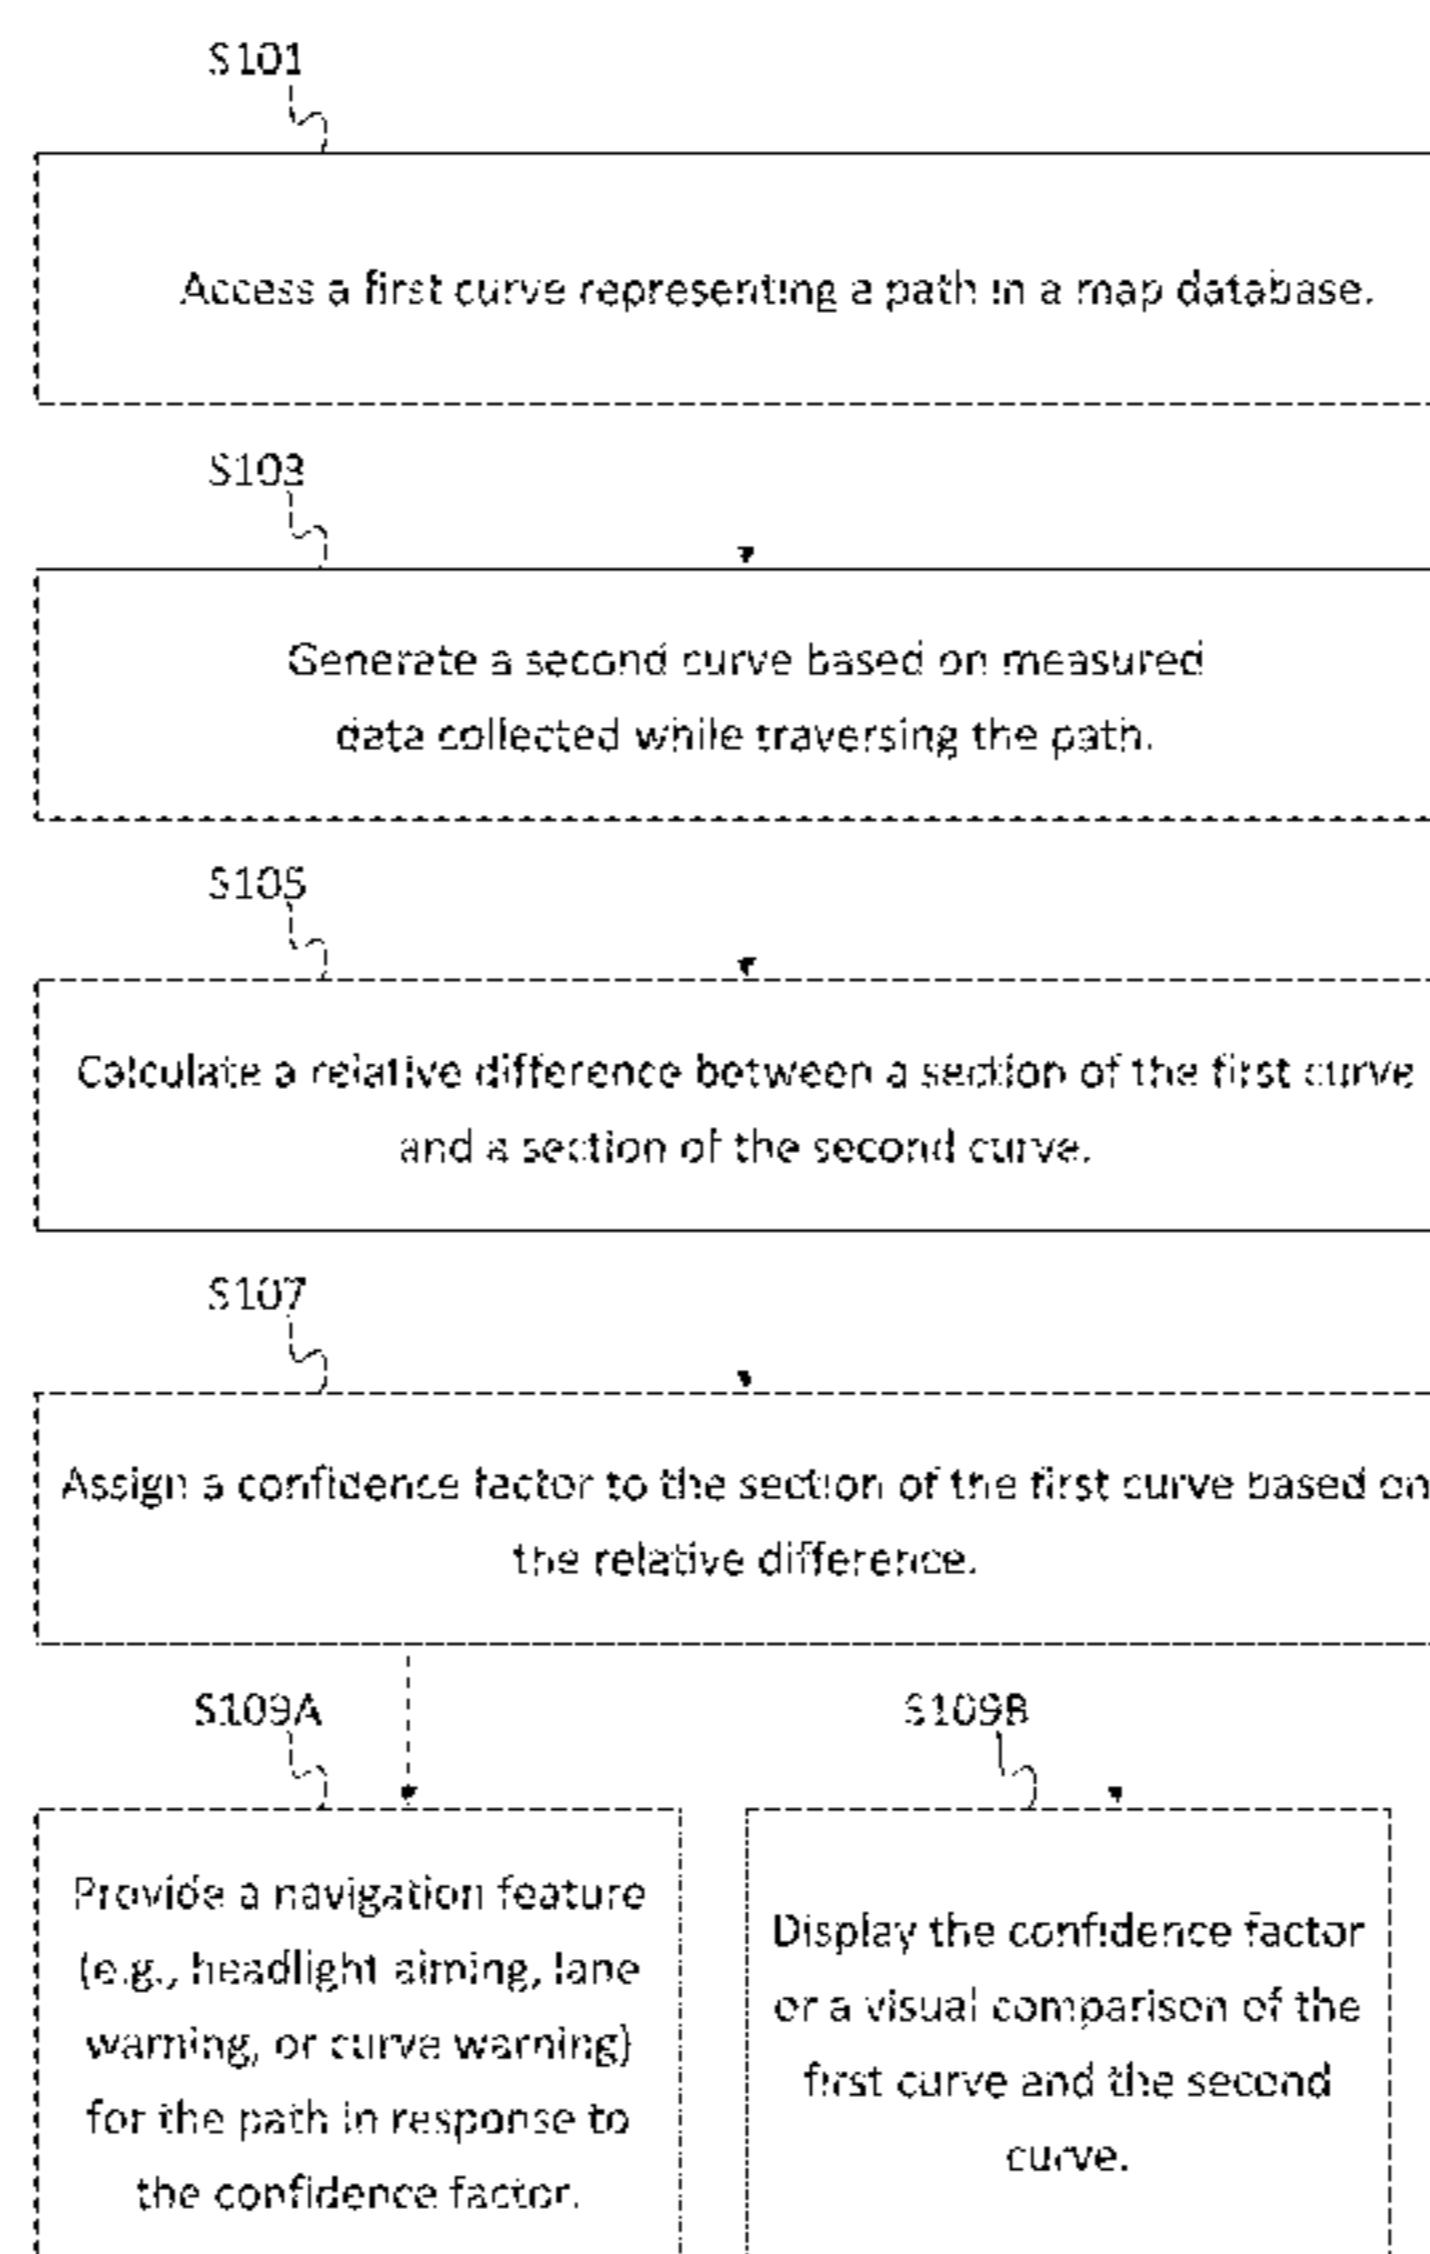 S101
Access a first curve representing a path in a map database.
S103
Generate a second curve based on measured
data collected while traversing the path.
S105
Calculate a relative difference between a section of the first curve
and a section of the second curve.
S107
Assign a confidence factor to the section of the first curve based on
the relative difference.
S109A
Provide a navigation feature
(e.g., headlight aiming, lane
warning, or curve warning)
for the path in response to
the confidence factor.
S109B
Display the confidence factor
or a visual comparison of the
first curve and the second
curve.